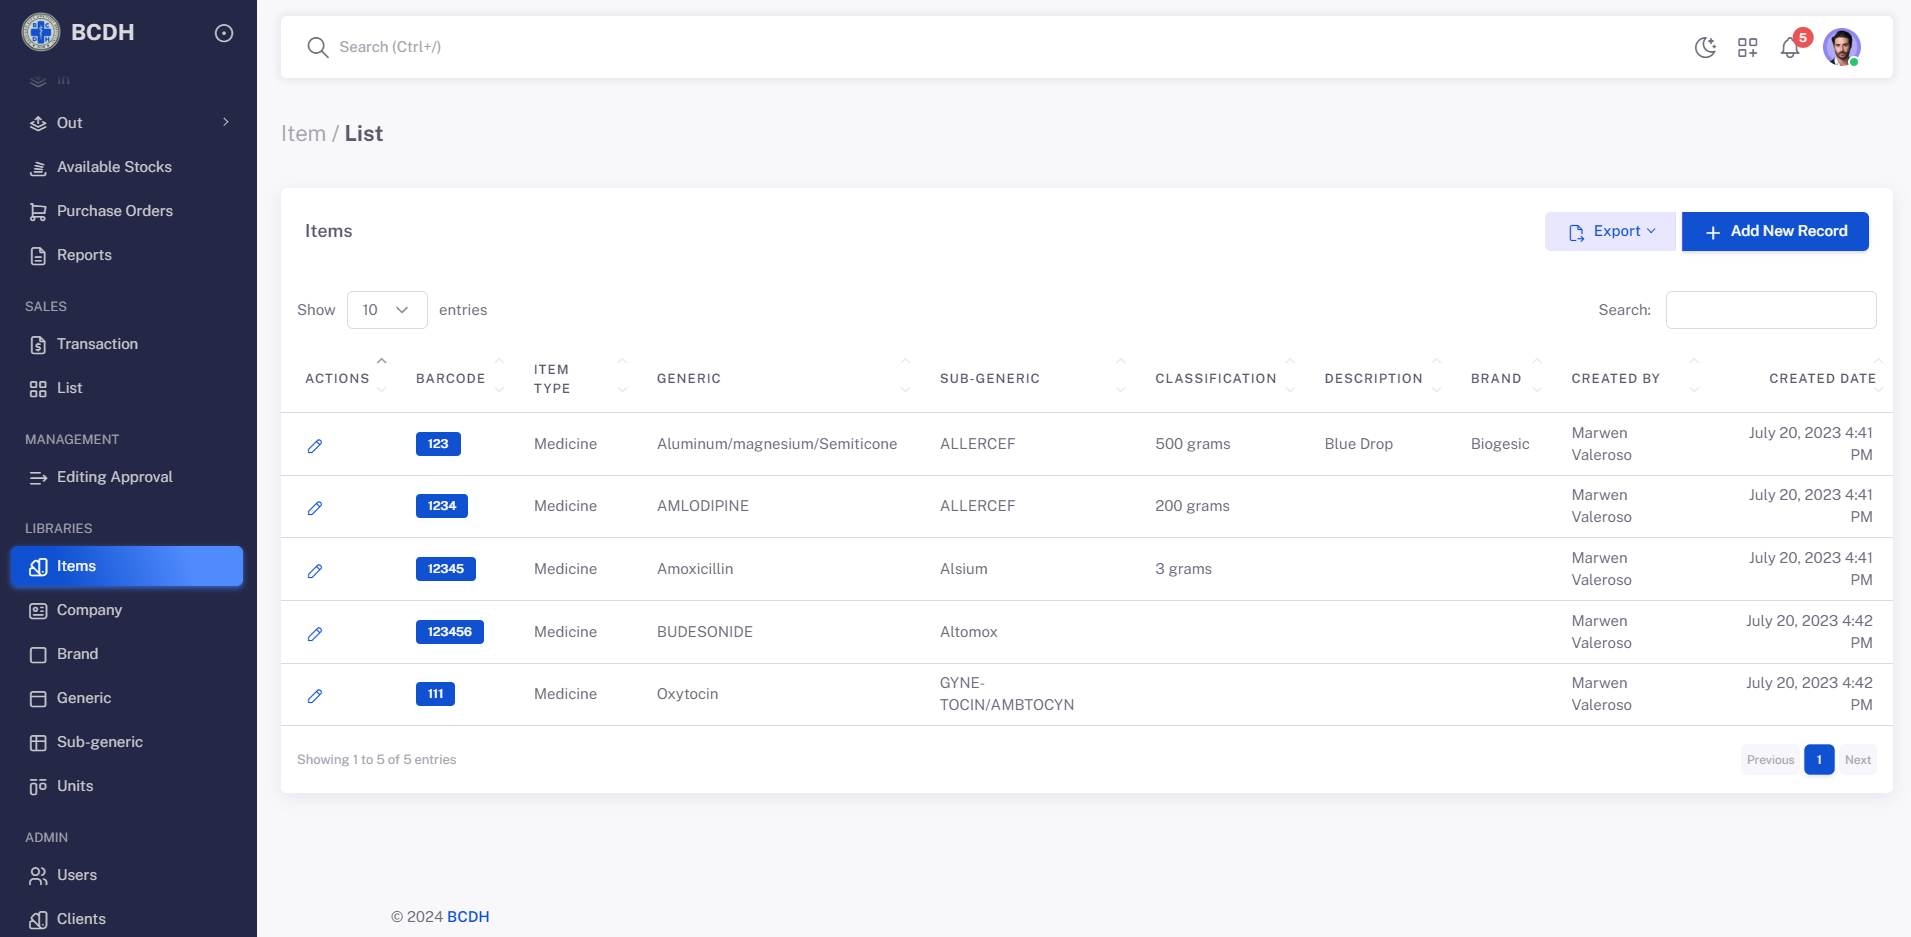 BCDH
In
Out
Available Stocks
Purchase Orders
Reports
SALES
Transaction
List
MANAGEMENT
Editing Approval
LIBRARIES
Items
Company
Brand
Generic
Sub-generic
Units
ADMIN
Users
Clients
Search (Ctrl+/)
5
Item / List
Items
Export
Add New Record
Show 10 entries
Search:
ACTIONS BARCODE ITEM TYPE GENERIC SUB-GENERIC CLASSIFICATION DESCRIPTION BRAND CREATED BY CREATED DATE
123 Medicine Aluminum/magnesium/Semiticone ALLERCEF 500 grams Blue Drop Biogesic Marwen Valeroso July 20, 2023 4:41 PM
1234 Medicine AMLODIPINE ALLERCEF 200 grams Marwen Valeroso July 20, 2023 4:41 PM
12345 Medicine Amoxicillin Alsium 3 grams Marwen Valeroso July 20, 2023 4:41 PM
123456 Medicine BUDESONIDE Altomox Marwen Valeroso July 20, 2023 4:42 PM
111 Medicine Oxytocin GYNE-TOCIN/AMBTOCYN Marwen Valeroso July 20, 2023 4:42 PM
Showing 1 to 5 of 5 entries
Previous 1 Next
© 2024 BCDH